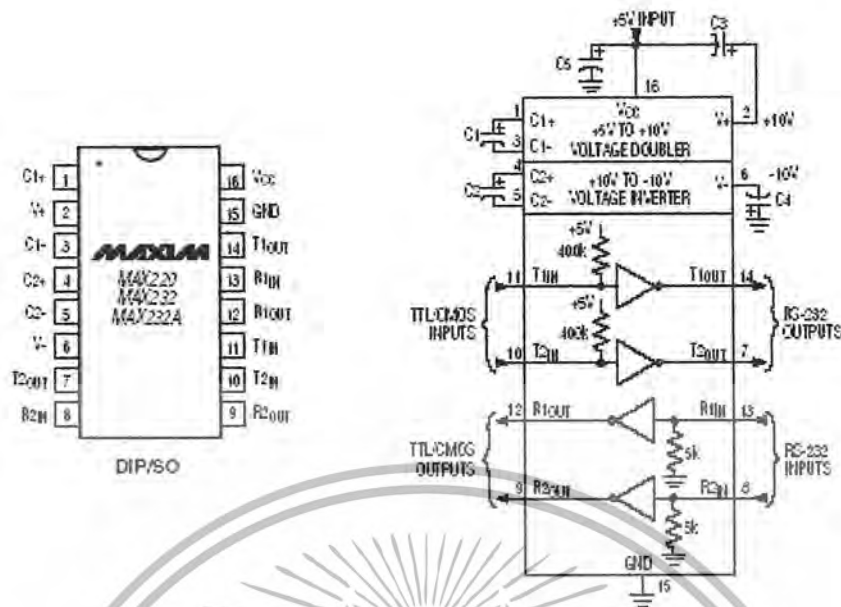 C1+ 1
V+ 2
C1- 3
C2+ 4
C2- 5
V- 6
T2OUT 7
R2IN 8
16 VCC
15 GND
14 T1OUT
13 R1IN
12 R1OUT
11 T1IN
10 T2IN
9 R2OUT
MAXIM
MAX220
MAX232
MAX232A
DIP/SO
+5V INPUT
C3
C5
16
1 C1+ VCC V+ 2 +10V
C1 +5V TO +10V
3 C1- VOLTAGE DOUBLER
4 C2+ +10V TO -10V V- 6 -10V
C2 C4
5 C2- VOLTAGE INVERTER
+5V
400k
11 T1IN T1OUT 14
TTL/CMOS
INPUTS
+5V
400k
RS-232
OUTPUTS
10 T2IN T2OUT 7
12 R1OUT R1IN 13
TTL/CMOS
OUTPUTS
5k
RS-232
INPUTS
9 R2OUT R2IN 8
5k
GND
15